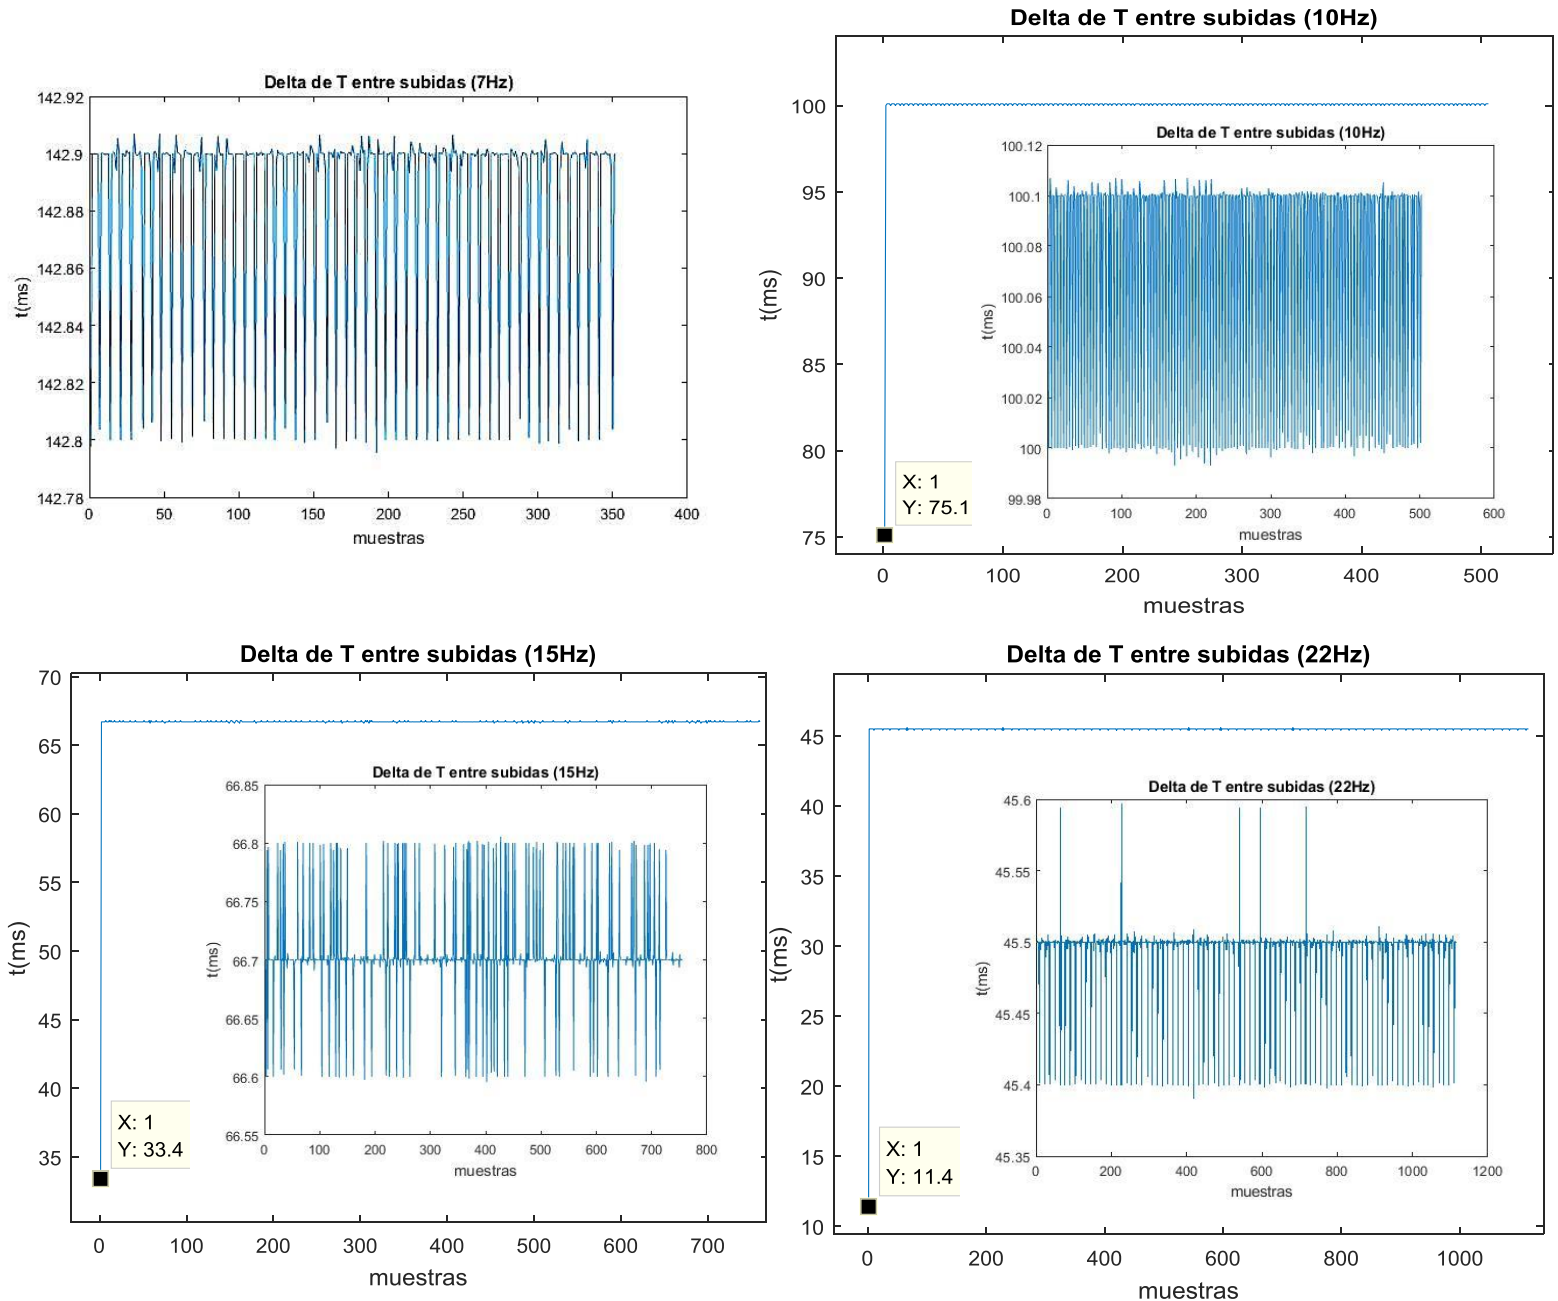 Delta de T entre subidas (7Hz)
142.92
142.9
142.88
142.86
142.84
142.82
142.8
142.78
t(ms)
0 50 100 150 200 250 300 350 400
muestras
Delta de T entre subidas (10Hz)
100
95
90
85
80
75
t(ms)
X: 1
Y: 75.1
0 100 200 300 400 500
muestras
Delta de T entre subidas (10Hz)
100.12
100.1
100.08
100.06
100.04
100.02
100
99.98
t(ms)
0 100 200 300 400 500 600
muestras
Delta de T entre subidas (15Hz)
70
65
60
55
50
45
40
35
t(ms)
X: 1
Y: 33.4
0 100 200 300 400 500 600 700
muestras
Delta de T entre subidas (15Hz)
66.85
66.8
66.75
66.7
66.65
66.6
66.55
t(ms)
0 100 200 300 400 500 600 700 800
muestras
Delta de T entre subidas (22Hz)
45
40
35
30
25
20
15
10
t(ms)
X: 1
Y: 11.4
0 200 400 600 800 1000
muestras
Delta de T entre subidas (22Hz)
45.6
45.55
45.5
45.45
45.4
45.35
t(ms)
0 200 400 600 800 1000 1200
muestras